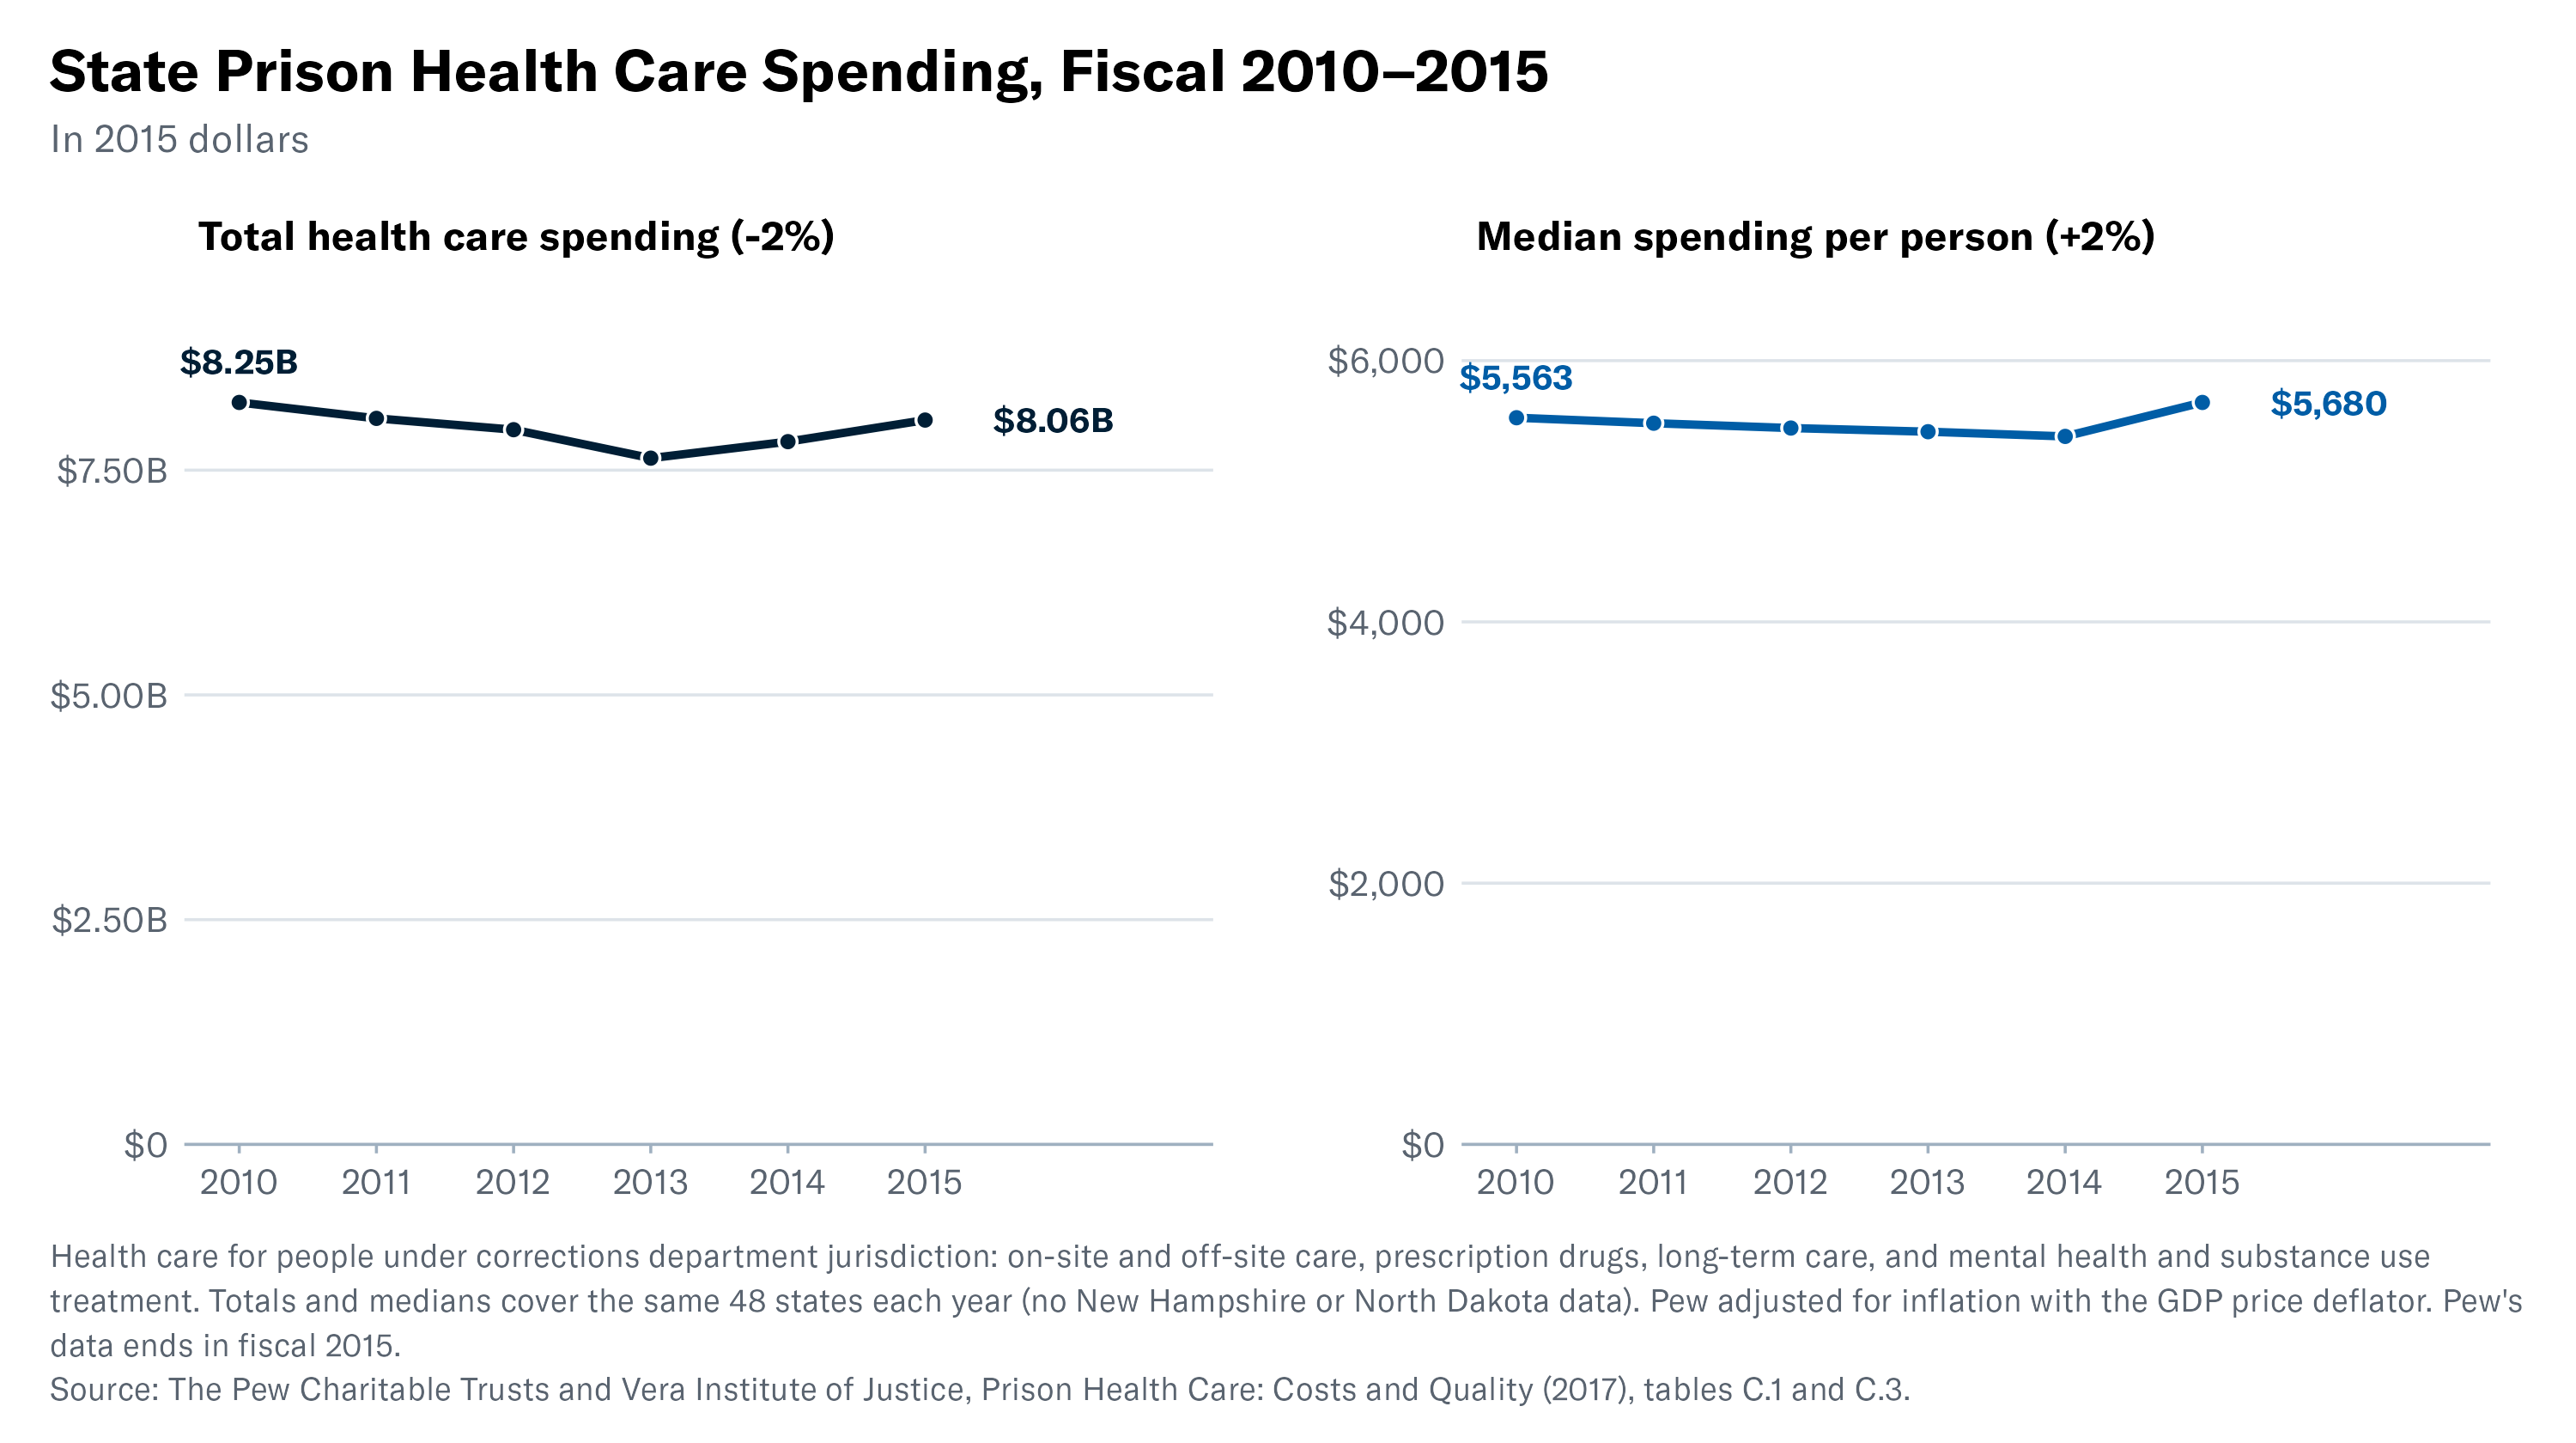 State Prison Health Care Spending, Fiscal 2010–2015
In 2015 dollars
Total health care spending (-2%)
$8.25B
$8.06B
$7.50B
$5.00B
$2.50B
$0
2010 2011 2012 2013 2014 2015
Median spending per person (+2%)
$6,000
$5,563
$5,680
$4,000
$2,000
$0
2010 2011 2012 2013 2014 2015
Health care for people under corrections department jurisdiction: on-site and off-site care, prescription drugs, long-term care, and mental health and substance use
treatment. Totals and medians cover the same 48 states each year (no New Hampshire or North Dakota data). Pew adjusted for inflation with the GDP price deflator. Pew's
data ends in fiscal 2015.
Source: The Pew Charitable Trusts and Vera Institute of Justice, Prison Health Care: Costs and Quality (2017), tables C.1 and C.3.